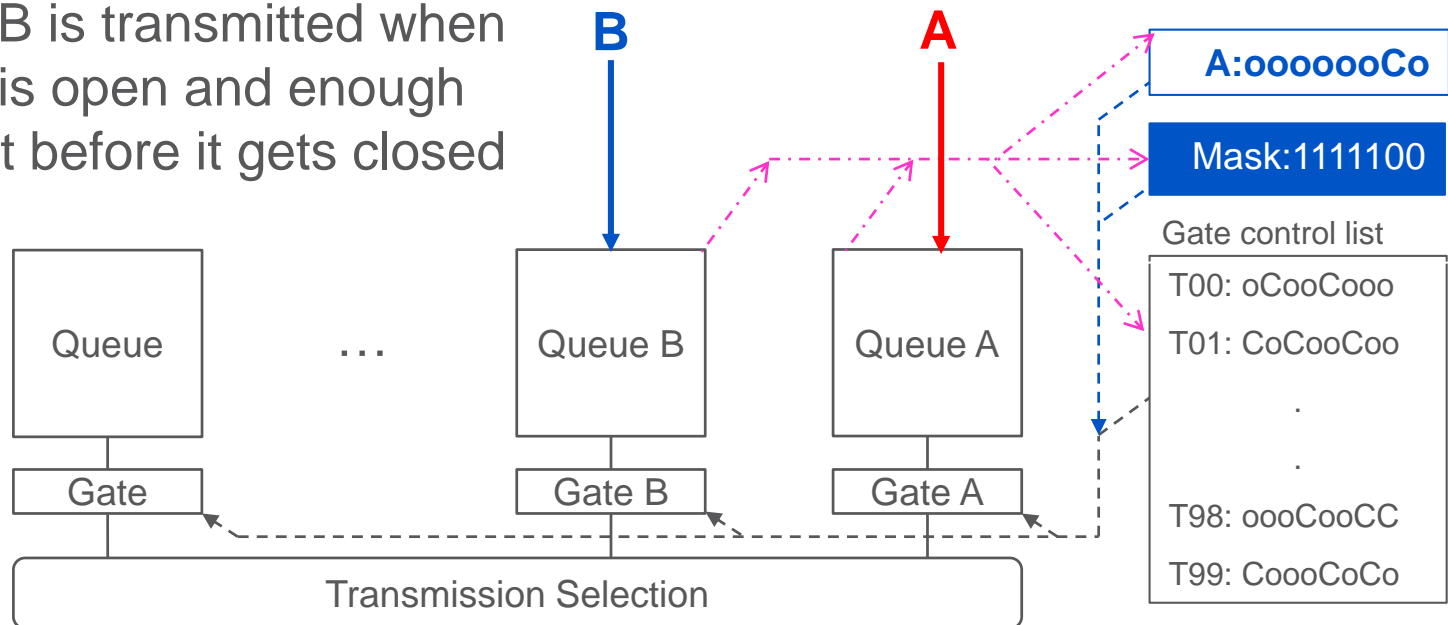 B is transmitted when
is open and enough
t before it gets closed
B
A
A:ooooooCo
Mask:1111100
Gate control list
T00: oCooCooo
T01: CoCooCoo
.
.
T98: oooCooCC
T99: CoooCoCo
Queue
...
Queue B
Queue A
Gate
Gate B
Gate A
Transmission Selection